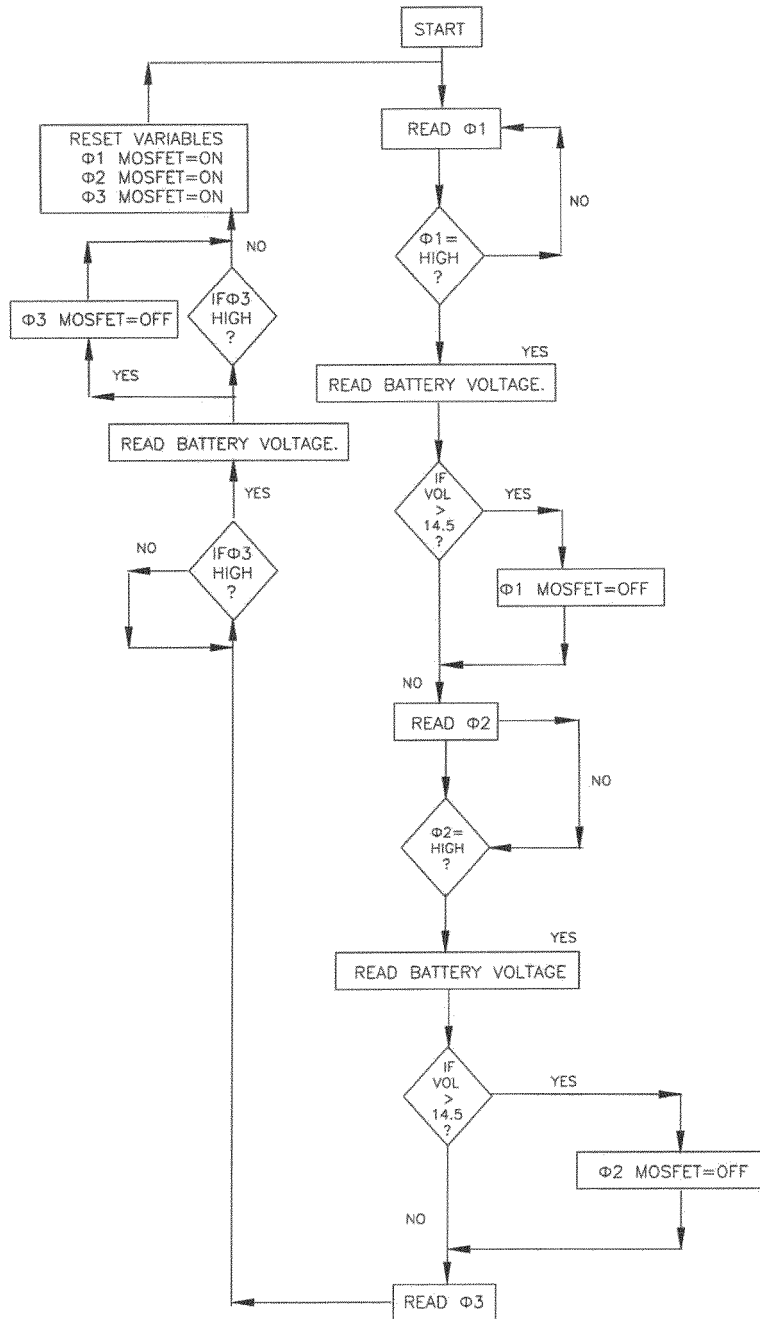 START
READ Φ1
Φ1=
HIGH
?
NO
YES
READ BATTERY VOLTAGE.
IF
VOL
>
14.5
?
YES
Φ1 MOSFET=OFF
NO
READ Φ2
NO
Φ2=
HIGH
?
YES
READ BATTERY VOLTAGE
IF
VOL
>
14.5
?
YES
Φ2 MOSFET=OFF
NO
READ Φ3
IFΦ3
HIGH
?
NO
YES
READ BATTERY VOLTAGE.
YES
IFΦ3
HIGH
?
Φ3 MOSFET=OFF
NO
RESET VARIABLES
Φ1 MOSFET=ON
Φ2 MOSFET=ON
Φ3 MOSFET=ON